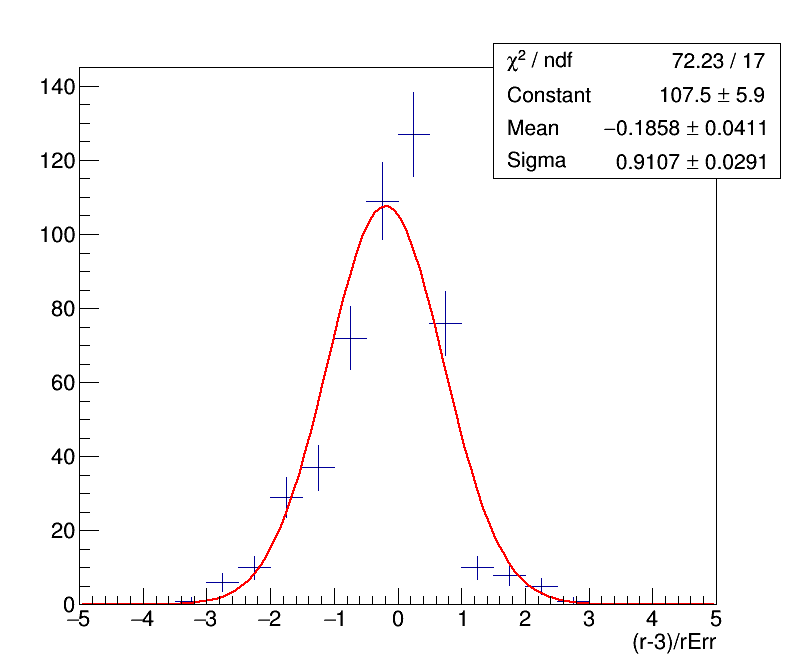 χ² / ndf 72.23 / 17
Constant 107.5 ± 5.9
Mean −0.1858 ± 0.0411
Sigma 0.9107 ± 0.0291
140
120
100
80
60
40
20
0
−5 −4 −3 −2 −1 0 1 2 3 4 5
(r-3)/rErr